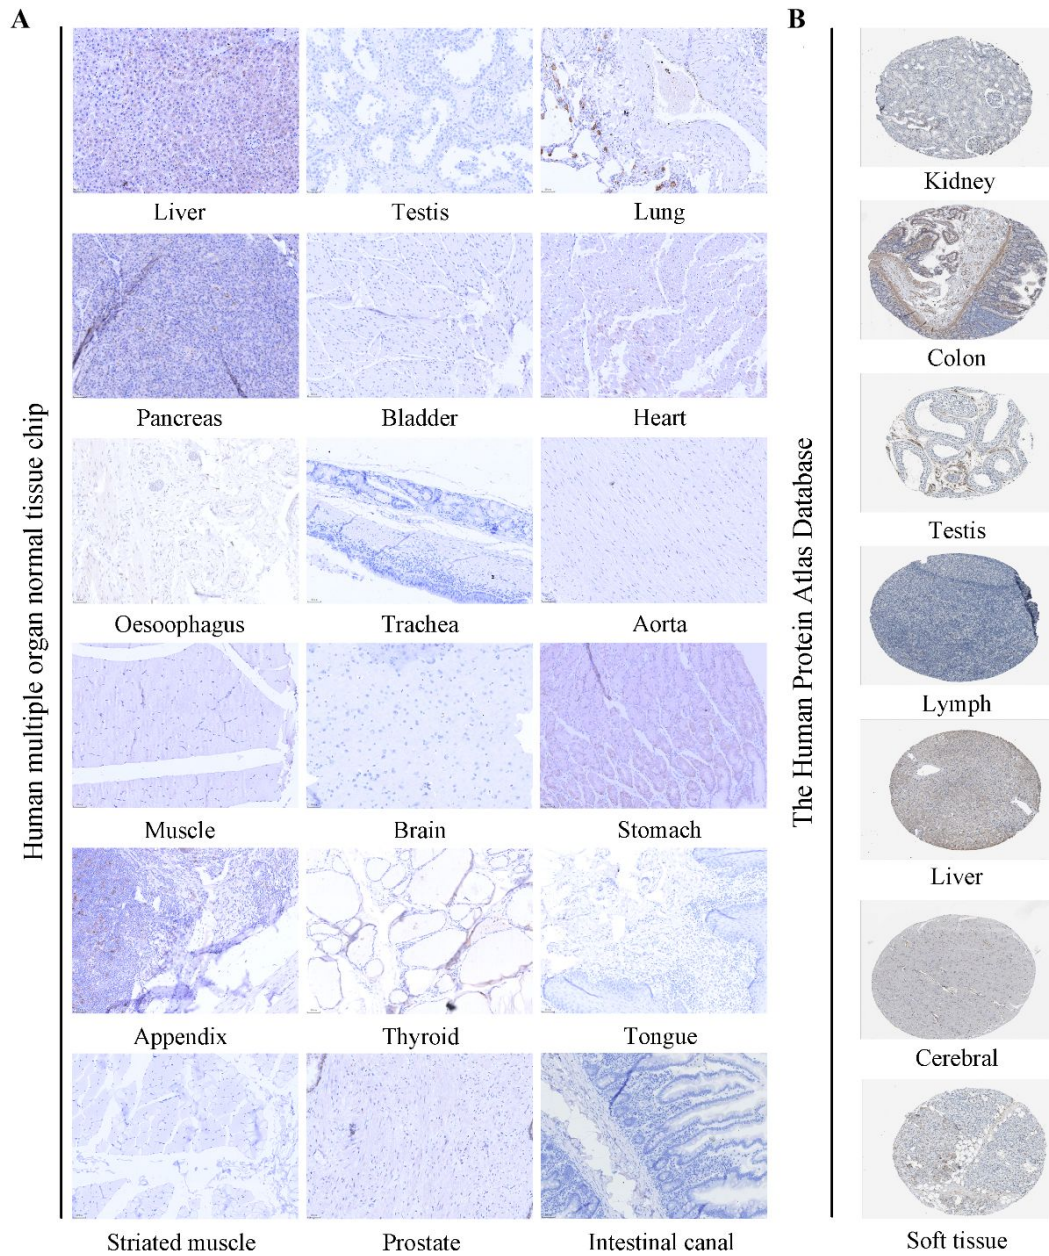 A
B
Human multiple organ normal tissue chip
Liver
Testis
Lung
Pancreas
Bladder
Heart
Oesoophagus
Trachea
Aorta
Muscle
Brain
Stomach
Appendix
Thyroid
Tongue
Striated muscle
Prostate
Intestinal canal
The Human Protein Atlas Database
Kidney
Colon
Testis
Lymph
Liver
Cerebral
Soft tissue